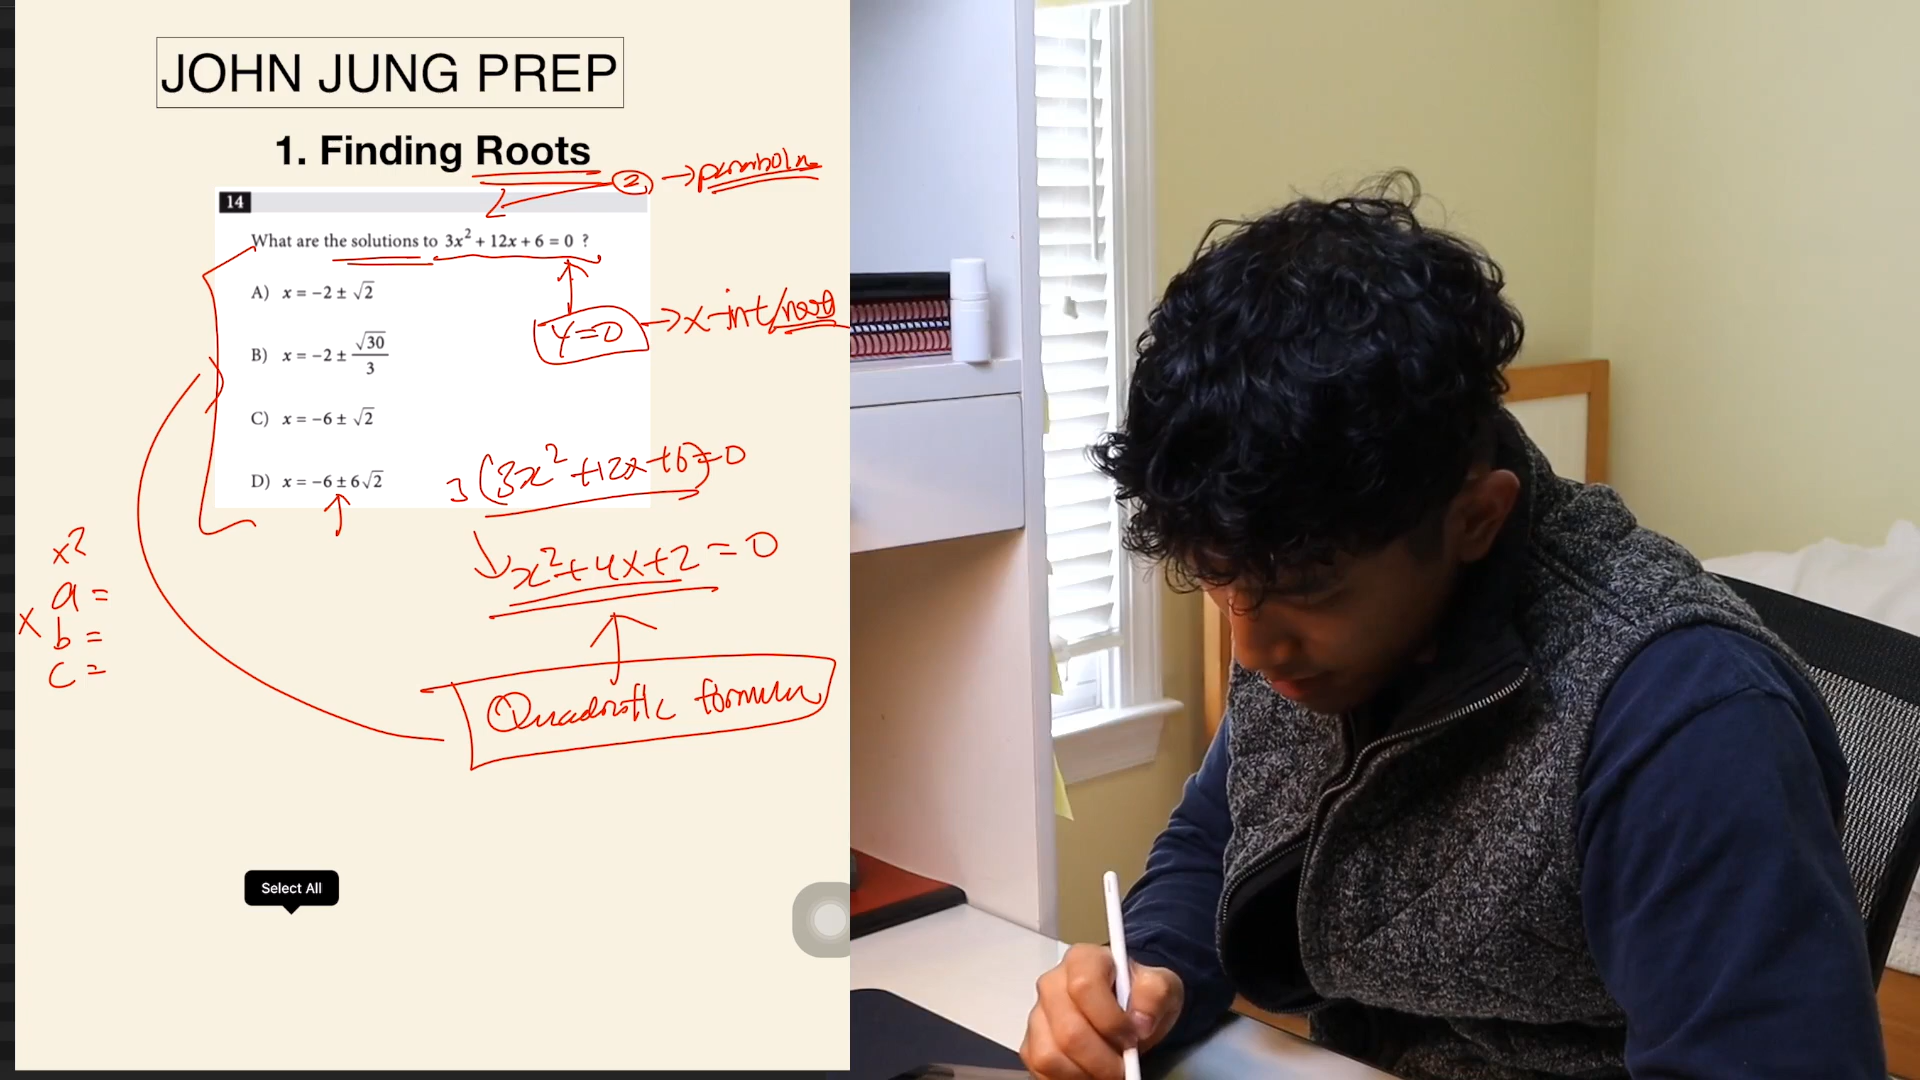 JOHN JUNG PREP
1. Finding Roots
2 → parabola
14
What are the solutions to 3x² + 12x + 6 = 0 ?
A) x = −2 ± √2
y=0 → x-int/root
B) x = −2 ± √30/3
C) x = −6 ± √2
3 (3x²+12x+6)=0
D) x = −6 ± 6√2
x²+4x+2=0
x²
a =
x b =
c =
Quadratic formula
Select All